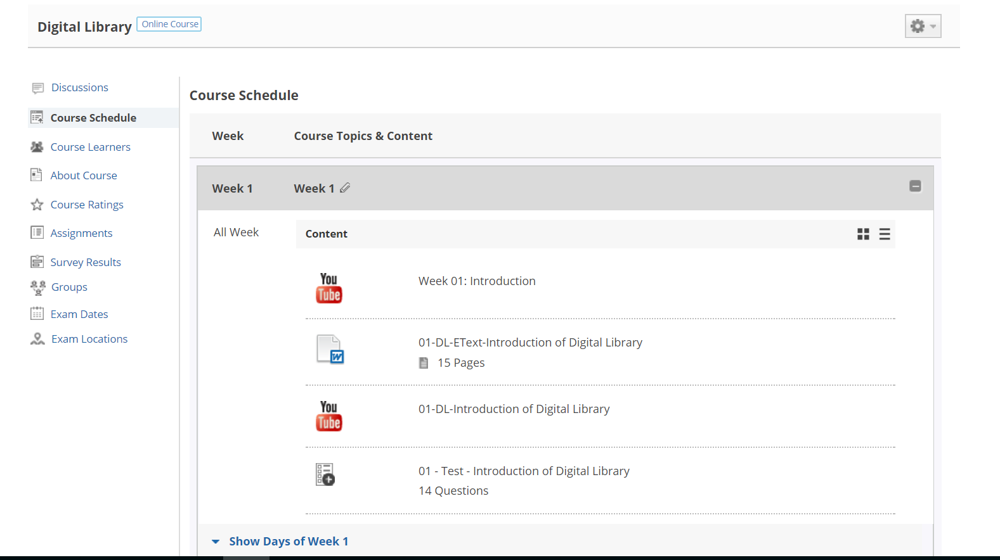 Digital Library Online Course
Discussions
Course Schedule
Course Learners
About Course
Course Ratings
Assignments
Survey Results
Groups
Exam Dates
Exam Locations
Course Schedule
Week Course Topics & Content
Week 1 Week 1
All Week Content
You
Tube
Week 01: Introduction
W
01-DL-EText-Introduction of Digital Library
15 Pages
You
Tube
01-DL-Introduction of Digital Library
01 - Test - Introduction of Digital Library
14 Questions
Show Days of Week 1